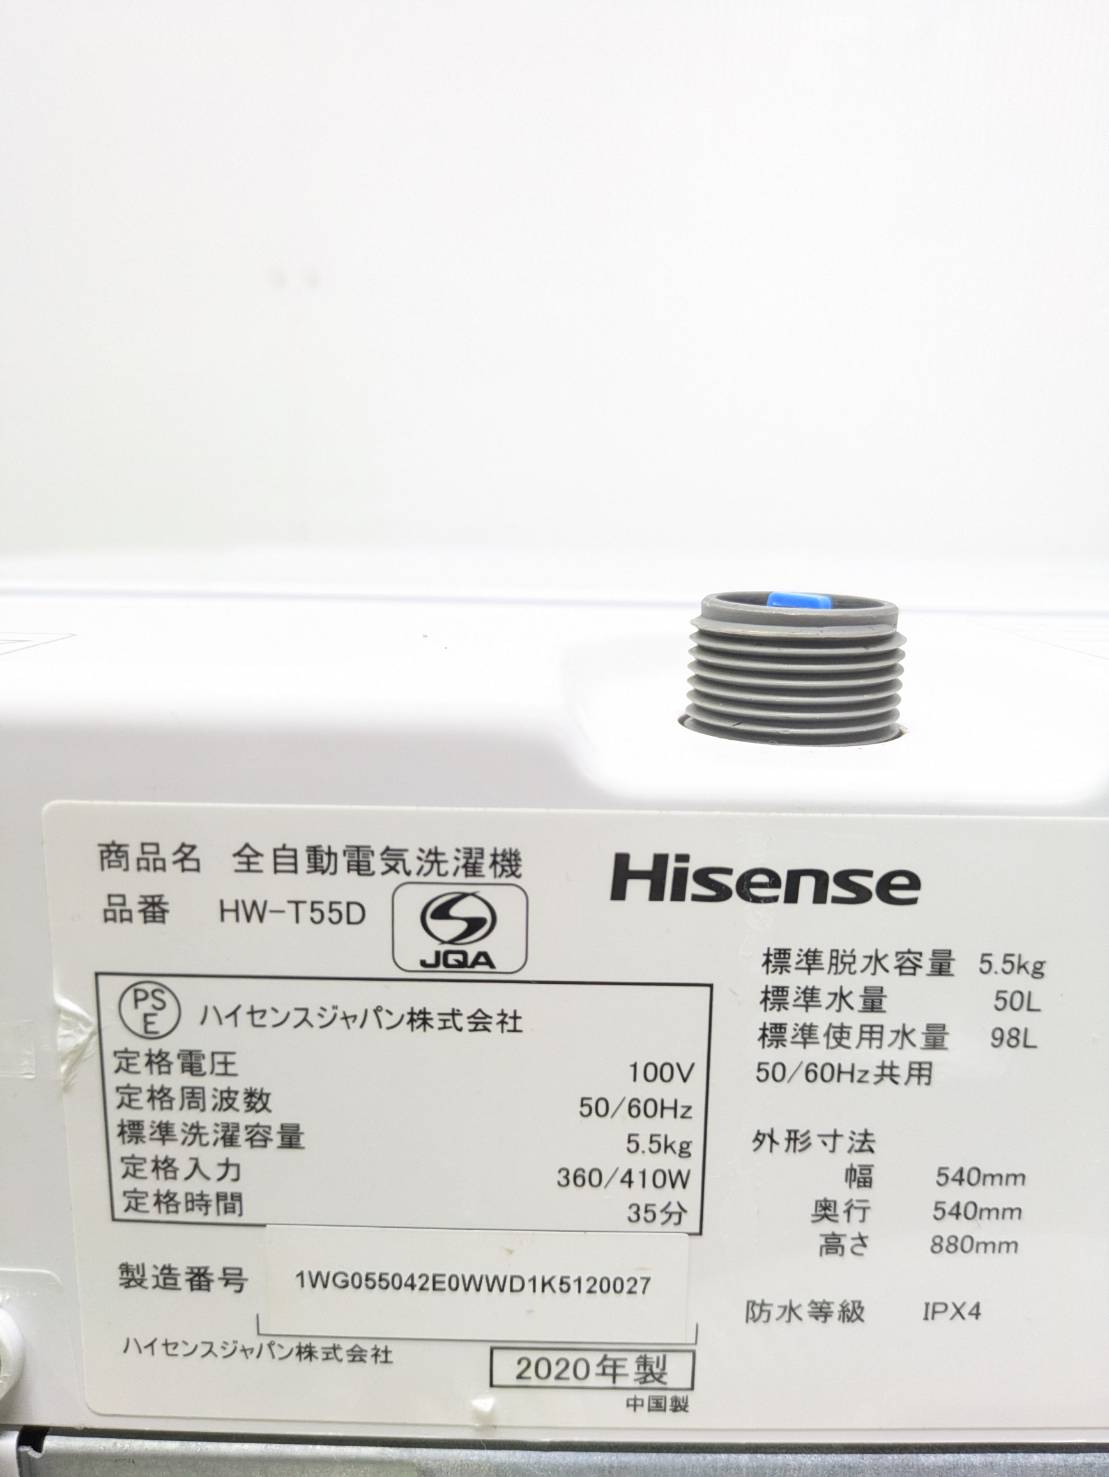 商品名 全自動電気洗濯機
品番 HW-T55D
JQA
Hisense
PS
E
ハイセンスジャパン株式会社
定格電圧 100V
定格周波数 50/60Hz
標準洗濯容量 5.5kg
定格入力 360/410W
定格時間 35分
標準脱水容量 5.5kg
標準水量 50L
標準使用水量 98L
50/60Hz共用
外形寸法
幅 540mm
奥行 540mm
高さ 880mm
製造番号 1WG055042E0WWD1K5120027
防水等級 IPX4
ハイセンスジャパン株式会社
2020年製
中国製